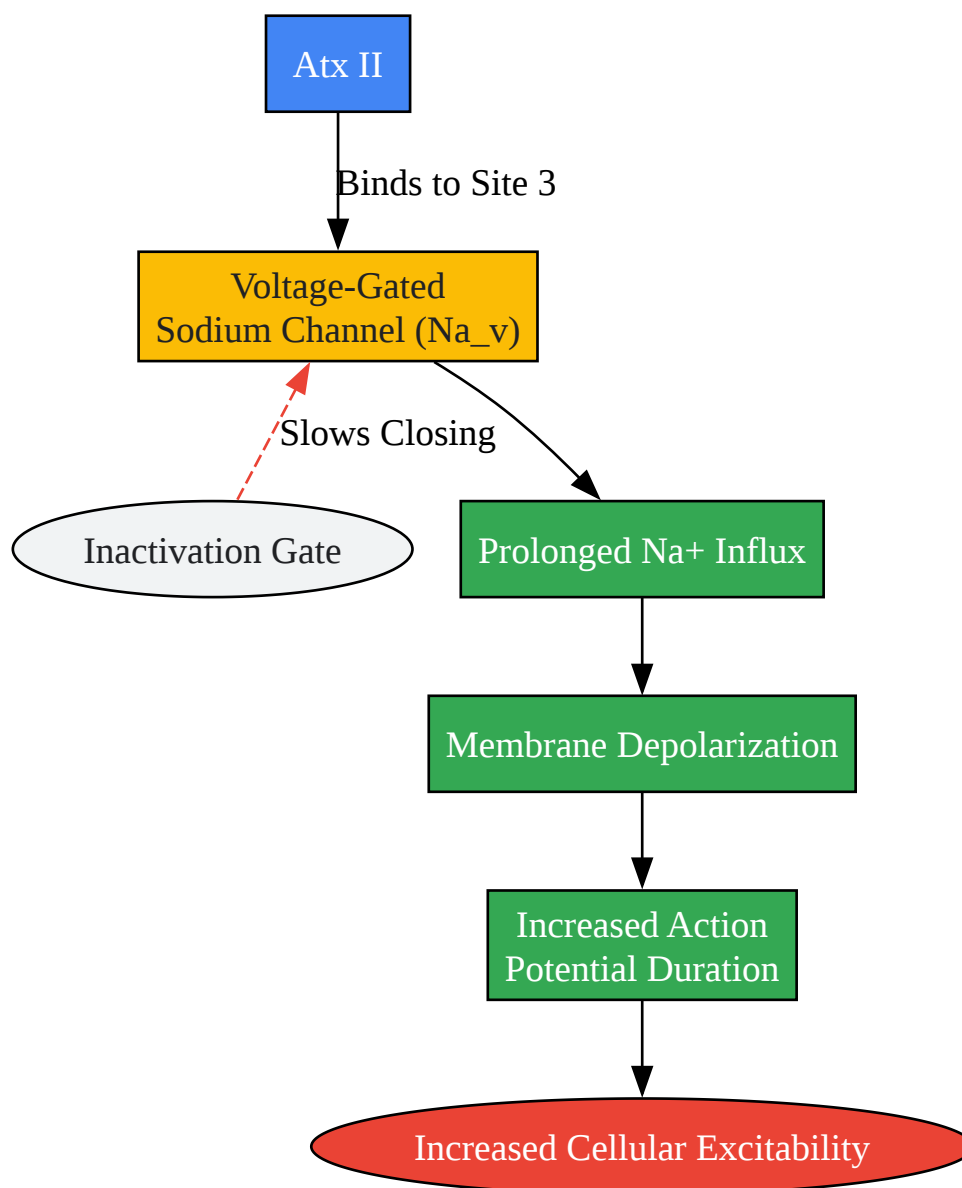 Atx II
Binds to Site 3
Voltage-Gated
Sodium Channel (Na_v)
Slows Closing
Inactivation Gate
Prolonged Na+ Influx
Membrane Depolarization
Increased Action
Potential Duration
Increased Cellular Excitability